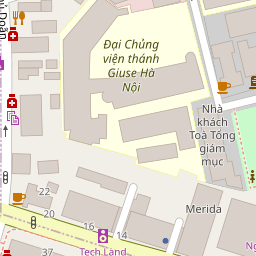 Đại Chủng
viện thánh
Giuse Hà
Nội
Nhà
khách
Toà Tổng
giám
mục
22
20
16
14
Merida
Tech Land